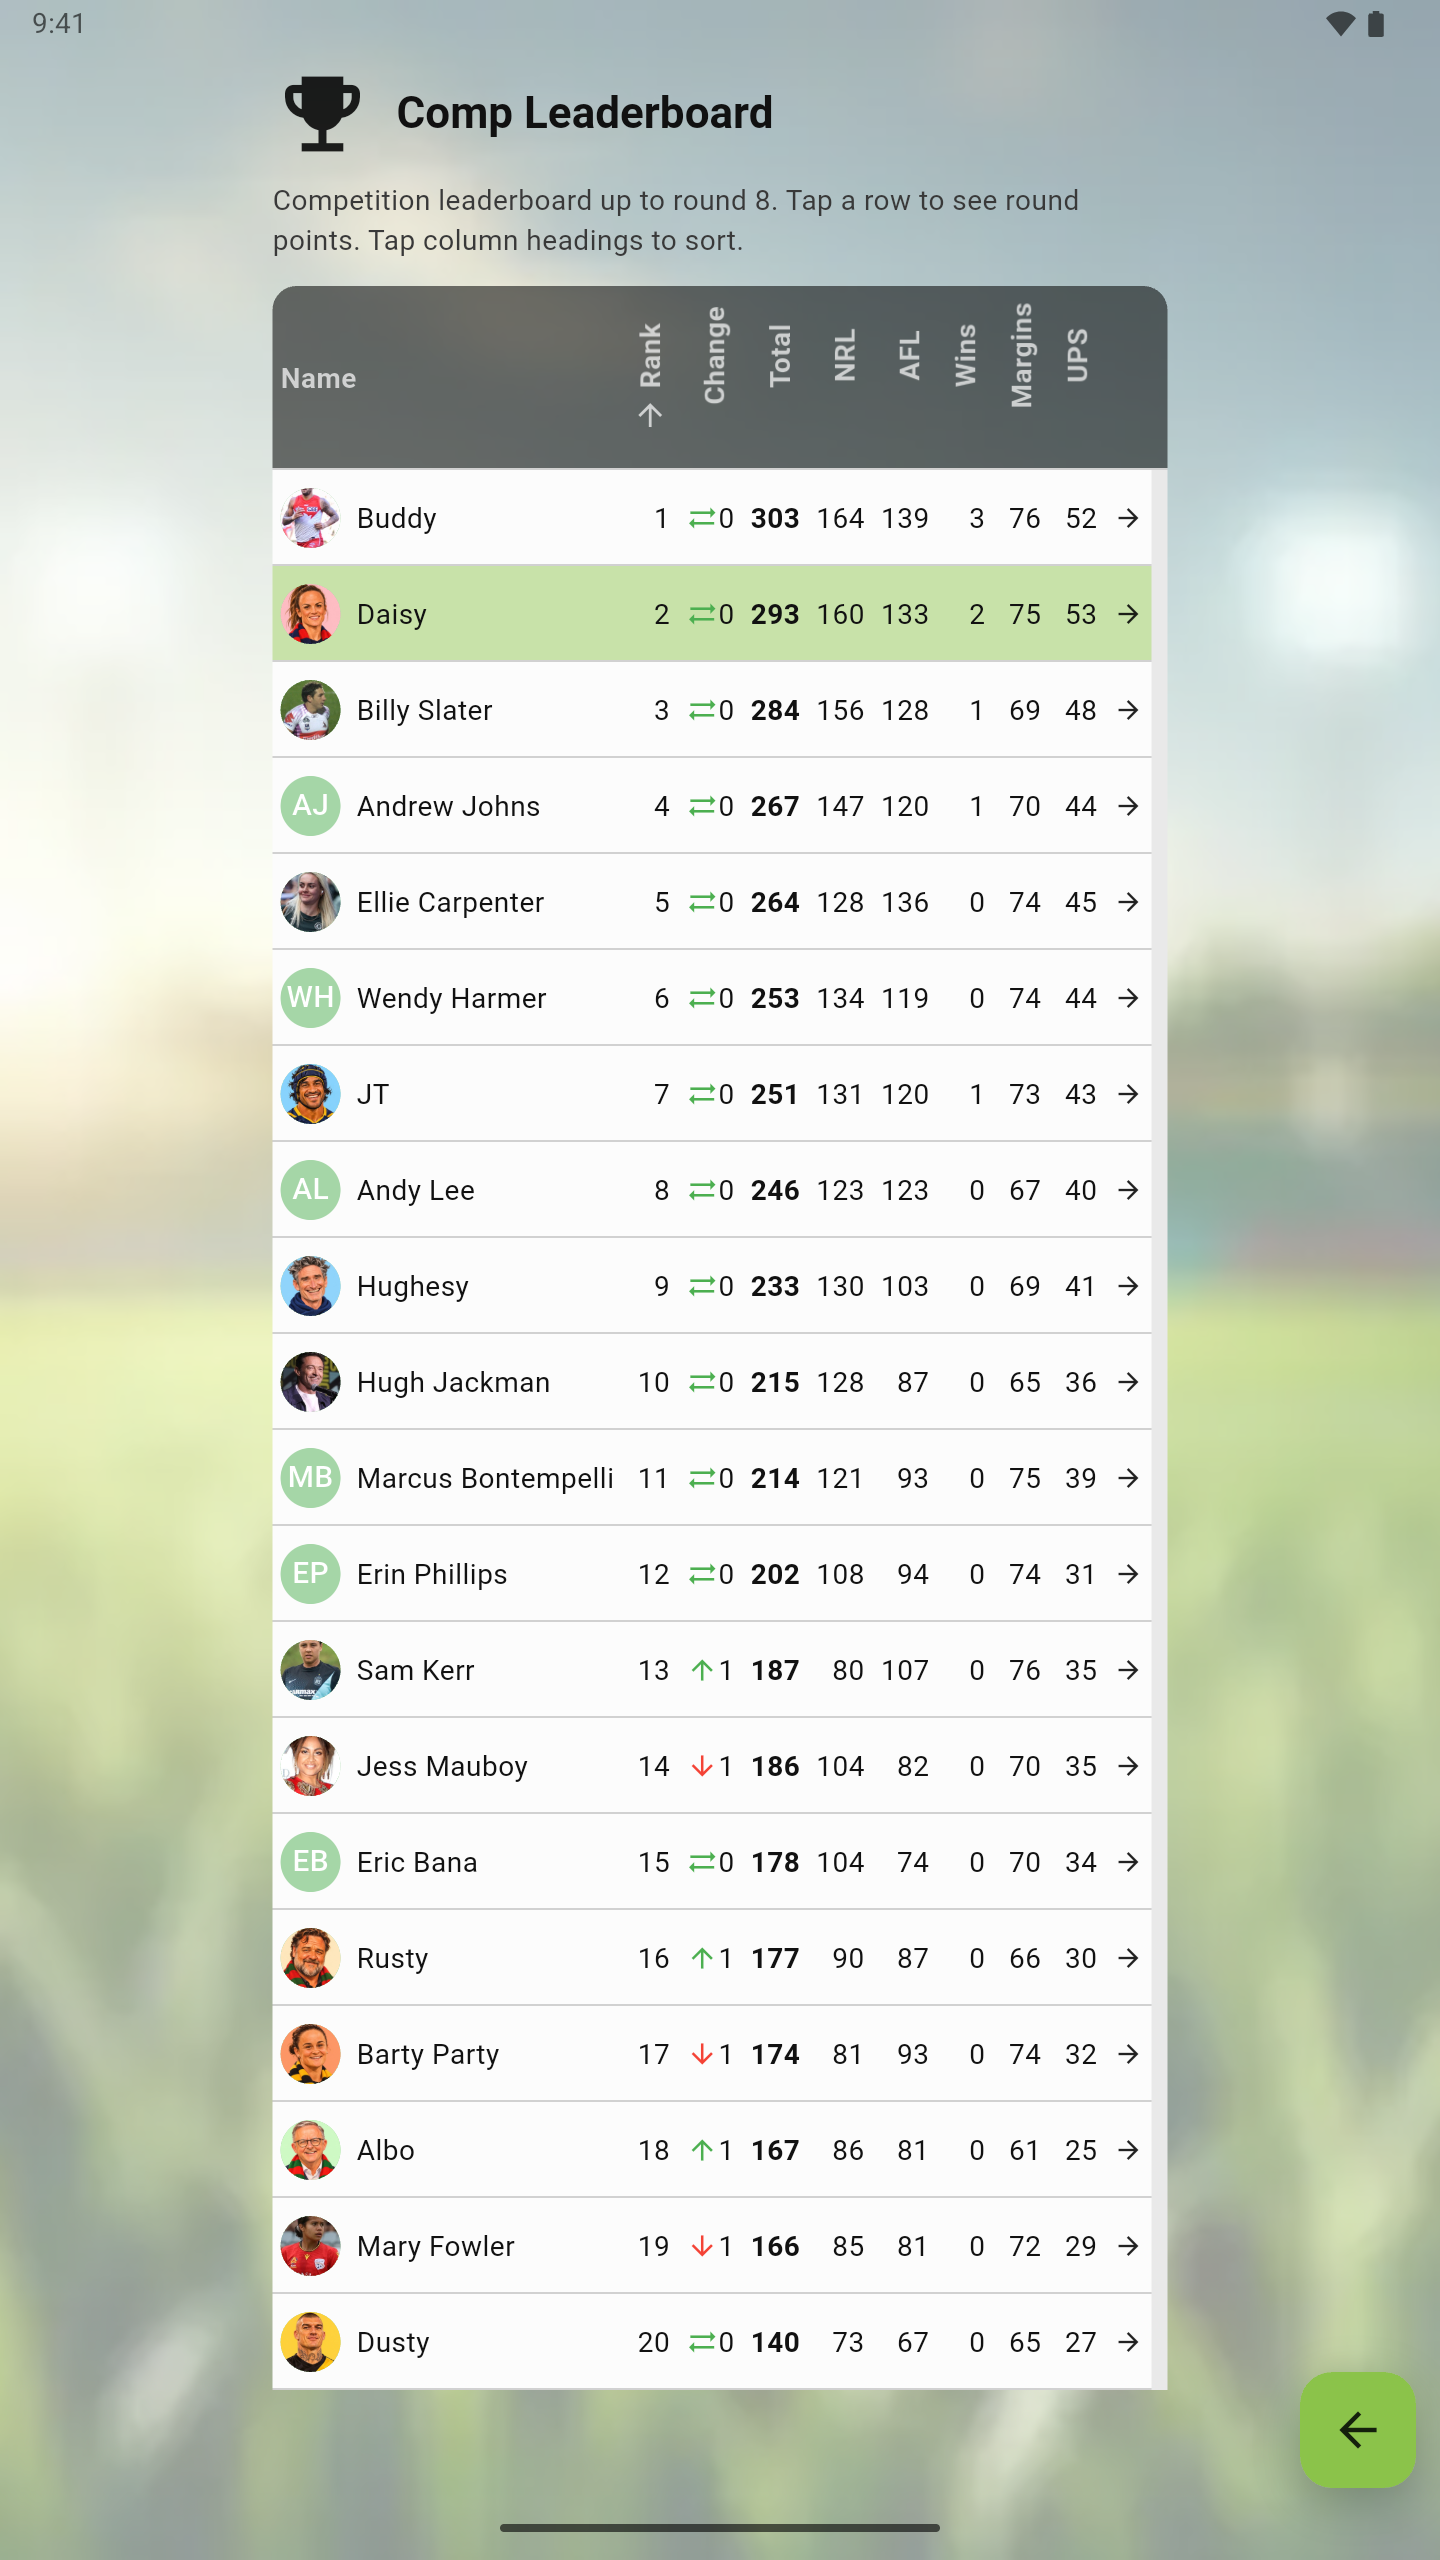 9:41
Comp Leaderboard
Competition leaderboard up to round 8. Tap a row to see round
points. Tap column headings to sort.
Name Rank Change Total NRL AFL Wins Margins UPS
Buddy 1 0 303 164 139 3 76 52
Daisy 2 0 293 160 133 2 75 53
Billy Slater 3 0 284 156 128 1 69 48
AJ Andrew Johns 4 0 267 147 120 1 70 44
Ellie Carpenter 5 0 264 128 136 0 74 45
WH Wendy Harmer 6 0 253 134 119 0 74 44
JT 7 0 251 131 120 1 73 43
AL Andy Lee 8 0 246 123 123 0 67 40
Hughesy 9 0 233 130 103 0 69 41
Hugh Jackman 10 0 215 128 87 0 65 36
MB Marcus Bontempelli 11 0 214 121 93 0 75 39
EP Erin Phillips 12 0 202 108 94 0 74 31
Sam Kerr 13 1 187 80 107 0 76 35
Jess Mauboy 14 1 186 104 82 0 70 35
EB Eric Bana 15 0 178 104 74 0 70 34
Rusty 16 1 177 90 87 0 66 30
Barty Party 17 1 174 81 93 0 74 32
Albo 18 1 167 86 81 0 61 25
Mary Fowler 19 1 166 85 81 0 72 29
Dusty 20 0 140 73 67 0 65 27